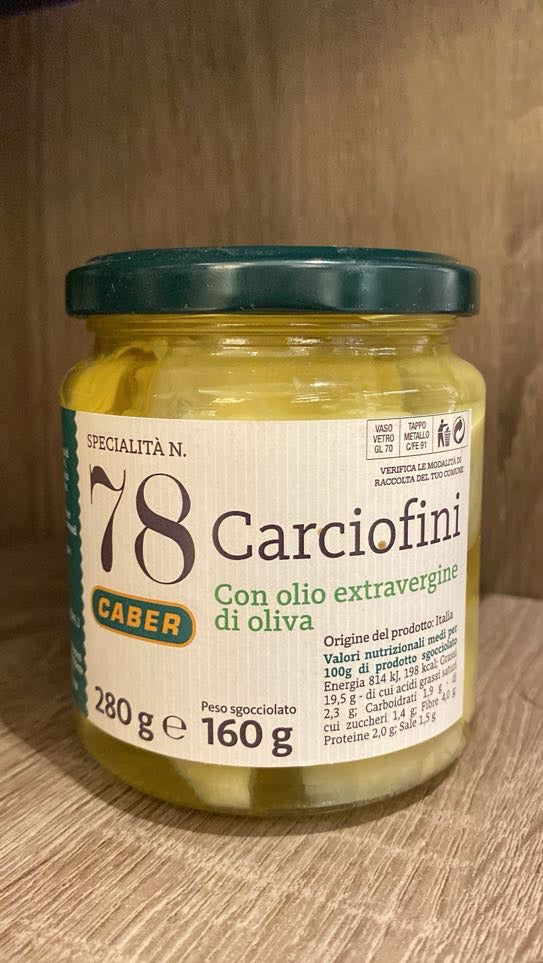 SPECIALITÀ N.
78
CABER
Carciofini
Con olio extravergine
di oliva
280 g e
Peso sgocciolato
160 g
VASO
VETRO
GL 70
TAPPO
METALLO
C/FE 91
VERIFICA LE MODALITÀ DI
RACCOLTA DEL TUO COMUNE
Origine del prodotto: Italia
Valori nutrizionali medi per
100g di prodotto sgocciolato
Energia 814 kJ, 198 kcal; Grassi
19,5 g - di cui acidi grassi saturi
2,3 g; Carboidrati 1,9 g - di
cui zuccheri 1,4 g; Fibre 4,0 g;
Proteine 2,0 g; Sale 1,5 g